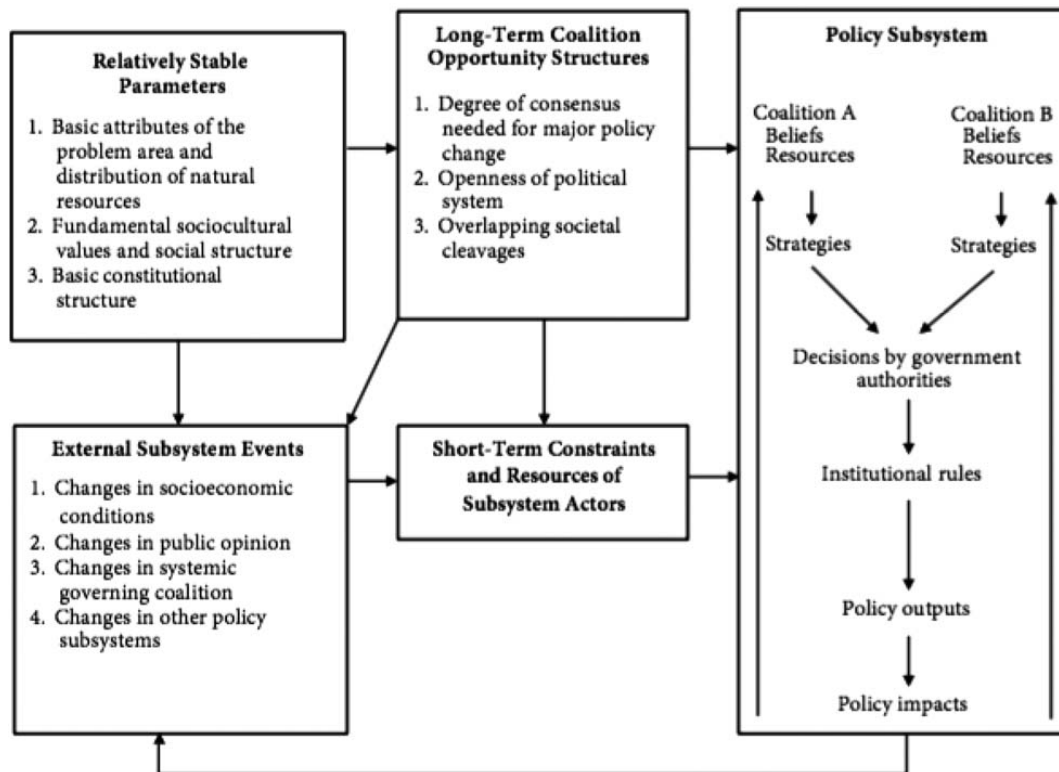 Relatively Stable
Parameters
1. Basic attributes of the
problem area and
distribution of natural
resources
2. Fundamental sociocultural
values and social structure
3. Basic constitutional
structure
Long-Term Coalition
Opportunity Structures
1. Degree of consensus
needed for major policy
change
2. Openness of political
system
3. Overlapping societal
cleavages
Policy Subsystem
Coalition A
Beliefs
Resources
Coalition B
Beliefs
Resources
Strategies
Strategies
Decisions by government
authorities
Institutional rules
Policy outputs
Policy impacts
External Subsystem Events
1. Changes in socioeconomic
conditions
2. Changes in public opinion
3. Changes in systemic
governing coalition
4. Changes in other policy
subsystems
Short-Term Constraints
and Resources of
Subsystem Actors